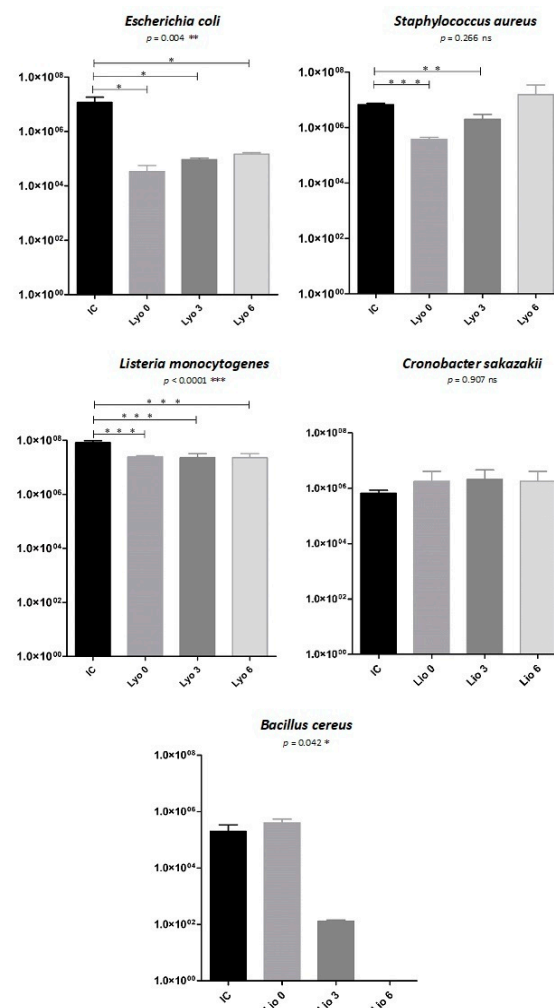 Escherichia coli
p = 0.004 **
*
*
*
1.0×10⁰⁸
1.0×10⁰⁶
1.0×10⁰⁴
1.0×10⁰²
1.0×10⁰⁰
IC
Lyo 0
Lyo 3
Lyo 6
Staphylococcus aureus
p = 0.266 ns
* *
* * *
1.0×10⁰⁸
1.0×10⁰⁶
1.0×10⁰⁴
1.0×10⁰²
1.0×10⁰⁰
IC
Lyo 0
Lyo 3
Lyo 6
Listeria monocytogenes
p < 0.0001 ***
* * *
* * *
* * *
1.0×10⁰⁸
1.0×10⁰⁶
1.0×10⁰⁴
1.0×10⁰²
1.0×10⁰⁰
IC
Lyo 0
Lyo 3
Lyo 6
Cronobacter sakazakii
p = 0.907 ns
1.0×10⁰⁸
1.0×10⁰⁶
1.0×10⁰⁴
1.0×10⁰²
1.0×10⁰⁰
IC
Lio 0
Lio 3
Lio 6
Bacillus cereus
p = 0.042 *
1.0×10⁰⁸
1.0×10⁰⁶
1.0×10⁰⁴
1.0×10⁰²
1.0×10⁰⁰
IC
Lio 0
Lio 3
Lio 6